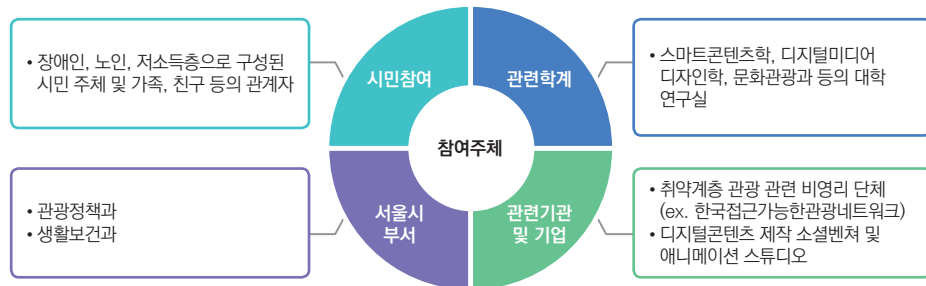 • 장애인, 노인, 저소득층으로 구성된
시민 주체 및 가족, 친구 등의 관계자
시민참여
관련학계
• 스마트콘텐츠학, 디지털미디어
디자인학, 문화관광과 등의 대학
연구실
참여주체
• 관광정책과
• 생활보건과
서울시
부서
관련기관
및 기업
• 취약계층 관광 관련 비영리 단체
(ex. 한국접근가능한관광네트워크)
• 디지털콘텐츠 제작 소셜벤쳐 및
애니메이션 스튜디오